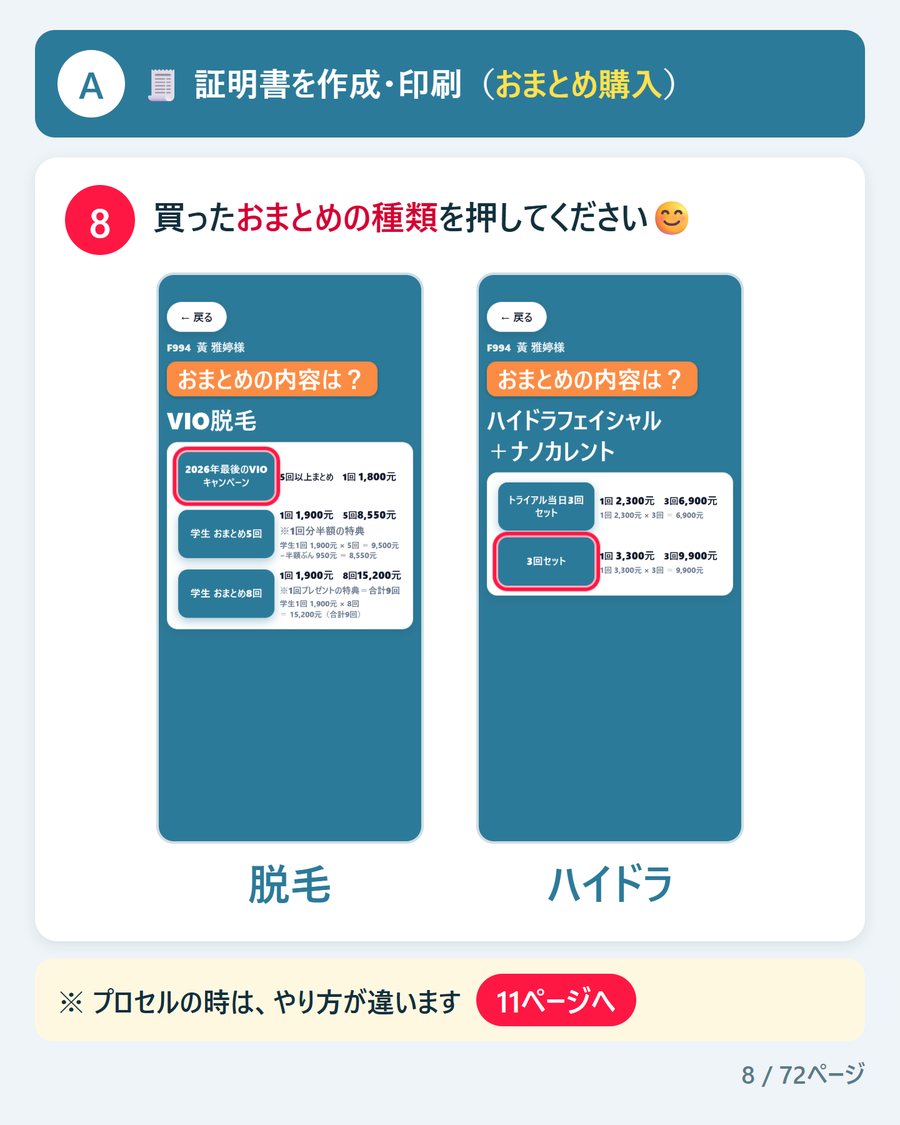 A 証明書を作成・印刷（おまとめ購入）
8 買ったおまとめの種類を押してください
← 戻る
F994 黃 雅婷様
おまとめの内容は？
VIO脱毛
2026年最後のVIO
キャンペーン
5回以上まとめ 1回 1,800元
学生 おまとめ5回
1回 1,900元 5回8,550元
※1回分半額の特典
学生1回 1,900元 × 5回 ＝ 9,500元
−半額ぶん 950元 ＝ 8,550元
学生 おまとめ8回
1回 1,900元 8回15,200元
※1回プレゼントの特典＝合計9回
学生1回 1,900元 × 8回
＝ 15,200元（合計9回）
脱毛
← 戻る
F994 黃 雅婷様
おまとめの内容は？
ハイドラフェイシャル
＋ナノカレント
トライアル当日3回
セット
1回 2,300元 3回6,900元
1回 2,300元 × 3回 ＝ 6,900元
3回セット
1回 3,300元 3回9,900元
1回 3,300元 × 3回 ＝ 9,900元
ハイドラ
※ プロセルの時は、やり方が違います 11ページへ
8 / 72ページ